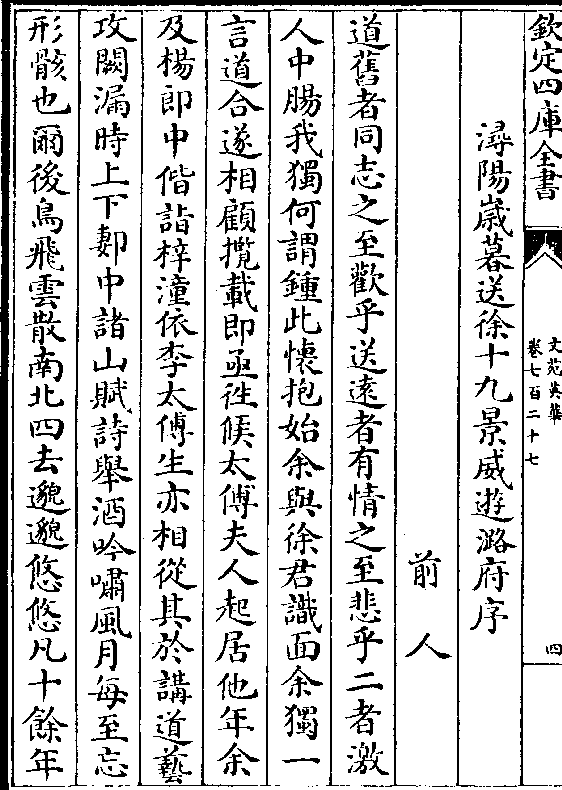 欽定四庫全書
文苑英華
卷七百二十七
四
潯陽嵗暮送徐十九景威遊潞府序
前人
道舊者同志之至歡乎送遠者有情之至悲乎二者激
人中腸我獨何謂鍾此懷抱始余與徐君識面余獨一
言道合遂相顧攬載即亟徃候太傅夫人起居他年余
及楊郎中偕詣梓潼依李太傅生亦相從其於講道藝
攻闕漏時上下鄠中諸山賦詩舉酒吟嘯風月每至忘
形骸也爾後鳥飛雲散南北四去邈邈悠悠凡十餘年